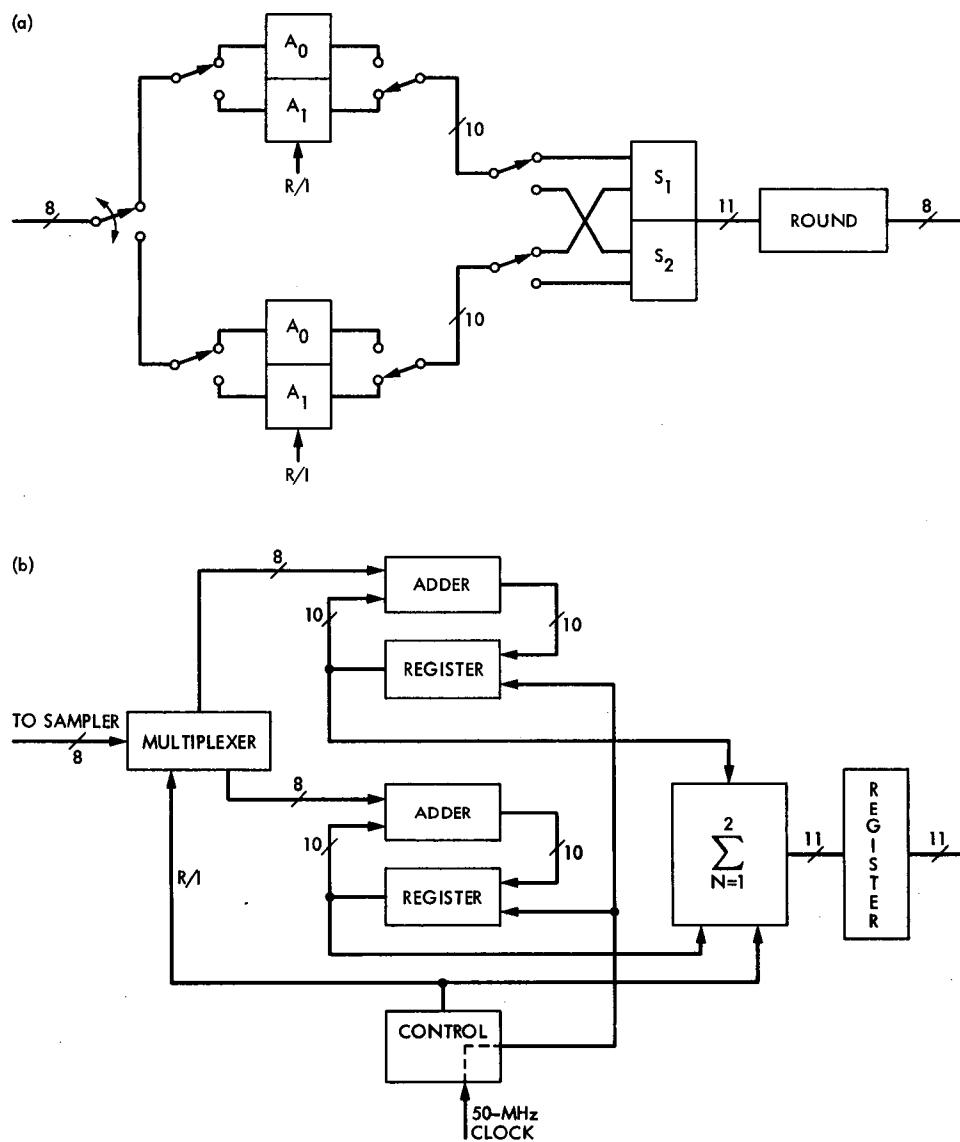 (a)
A0
A1
R/I
10
8
S1
S2
11
ROUND
8
10
A0
A1
R/I
(b)
8
ADDER
10
10
REGISTER
TO SAMPLER
8
MULTIPLEXER
8
ADDER
10
10
REGISTER
R/I
2
∑
N=1
11
REGISTER
11
CONTROL
50-MHz
CLOCK